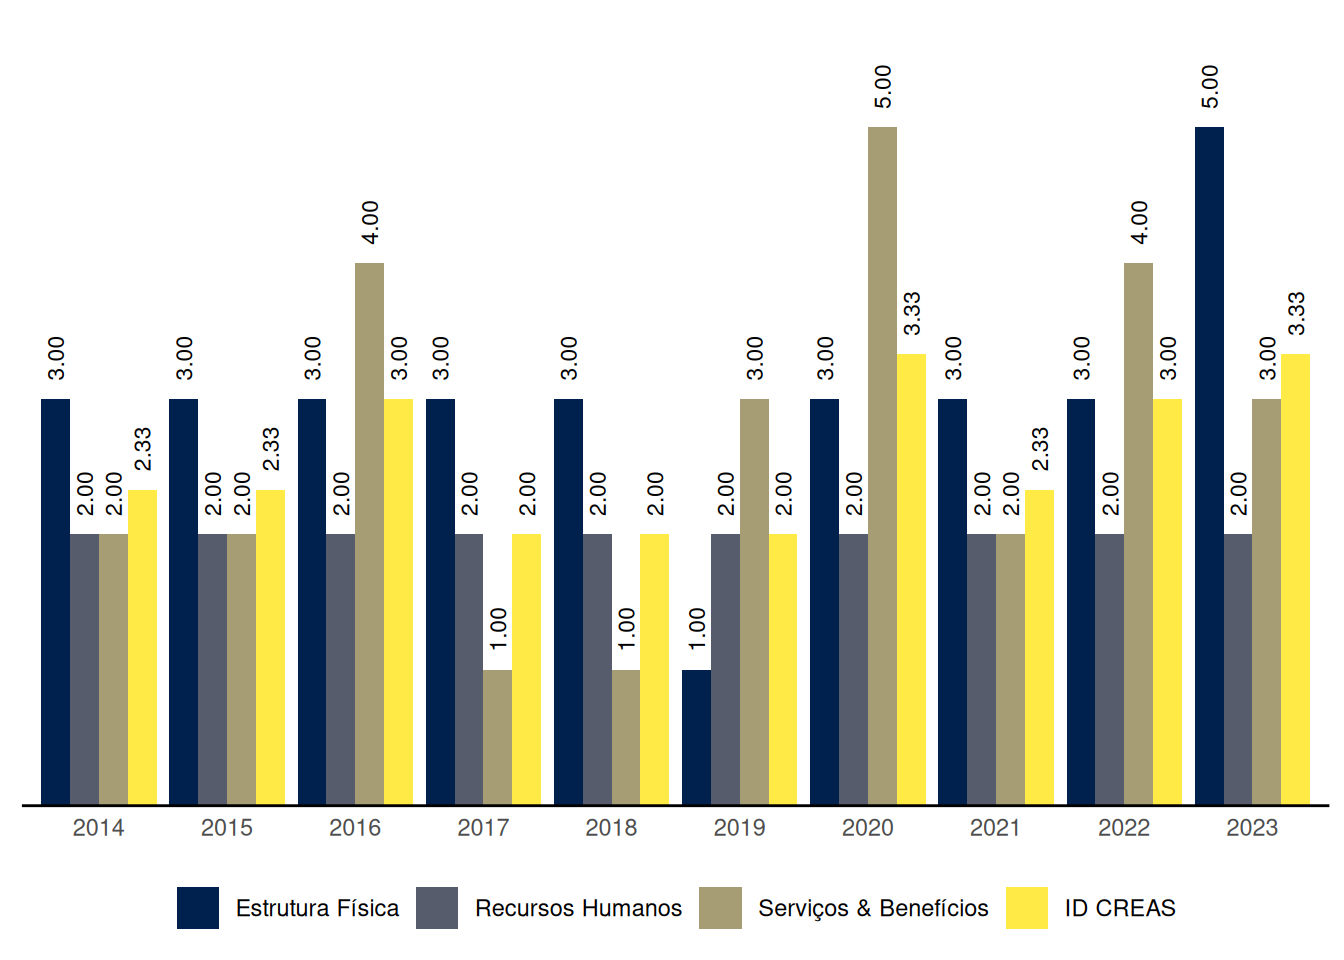 5.00 5.00
4.00 4.00
3.33 3.33
3.00 3.00 3.00 3.00 3.00 3.00 3.00 3.00 3.00 3.00 3.00 3.00
2.33 2.33 2.33
2.00 2.00 2.00 2.00 2.00 2.00 2.00 2.00 2.00 2.00 2.00 2.00 2.00 2.00 2.00 2.00
1.00 1.00 1.00
2014 2015 2016 2017 2018 2019 2020 2021 2022 2023
Estrutura Física Recursos Humanos Serviços & Benefícios ID CREAS